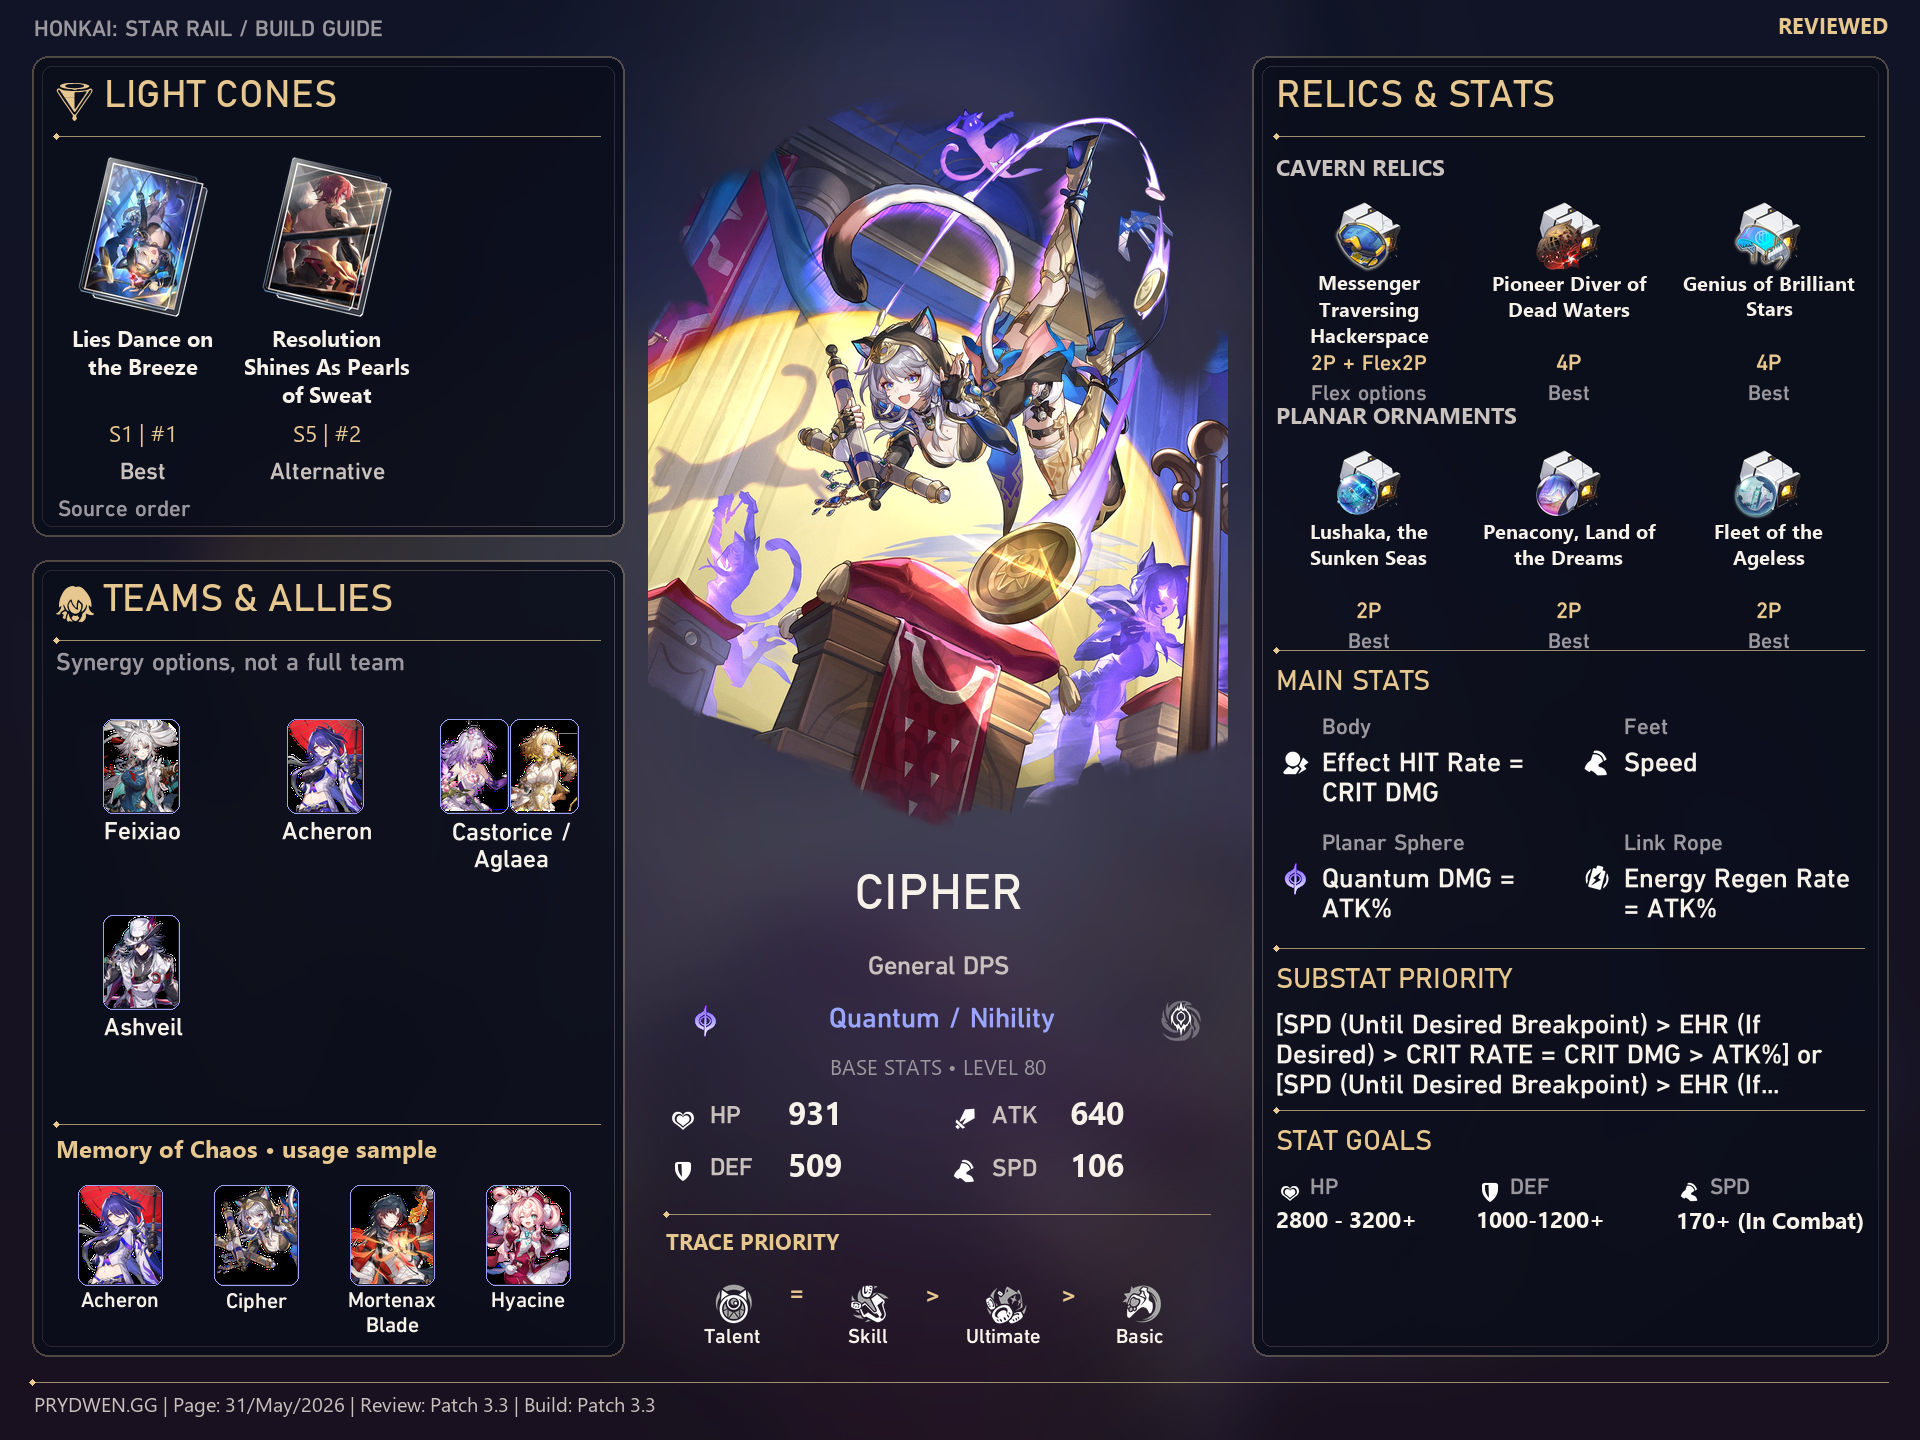 HONKAI: STAR RAIL / BUILD GUIDE
REVIEWED
LIGHT CONES
Lies Dance on
the Breeze
S1 | #1
Best
Resolution
Shines As Pearls
of Sweat
S5 | #2
Alternative
Source order
TEAMS & ALLIES
Synergy options, not a full team
Feixiao
Acheron
Castorice /
Aglaea
Ashveil
Memory of Chaos • usage sample
Acheron
Cipher
Mortenax
Blade
Hyacine
CIPHER
General DPS
Quantum / Nihility
BASE STATS • LEVEL 80
HP 931
ATK 640
DEF 509
SPD 106
TRACE PRIORITY
Talent = Skill > Ultimate > Basic
RELICS & STATS
CAVERN RELICS
Messenger
Traversing
Hackerspace
2P + Flex2P
Flex options
Pioneer Diver of
Dead Waters
4P
Best
Genius of Brilliant
Stars
4P
Best
PLANAR ORNAMENTS
Lushaka, the
Sunken Seas
2P
Best
Penacony, Land of
the Dreams
2P
Best
Fleet of the
Ageless
2P
Best
MAIN STATS
Body
Effect HIT Rate =
CRIT DMG
Feet
Speed
Planar Sphere
Quantum DMG =
ATK%
Link Rope
Energy Regen Rate
= ATK%
SUBSTAT PRIORITY
[SPD (Until Desired Breakpoint) > EHR (If
Desired) > CRIT RATE = CRIT DMG > ATK%] or
[SPD (Until Desired Breakpoint) > EHR (If...
STAT GOALS
HP
2800 - 3200+
DEF
1000-1200+
SPD
170+ (In Combat)
PRYDWEN.GG | Page: 31/May/2026 | Review: Patch 3.3 | Build: Patch 3.3